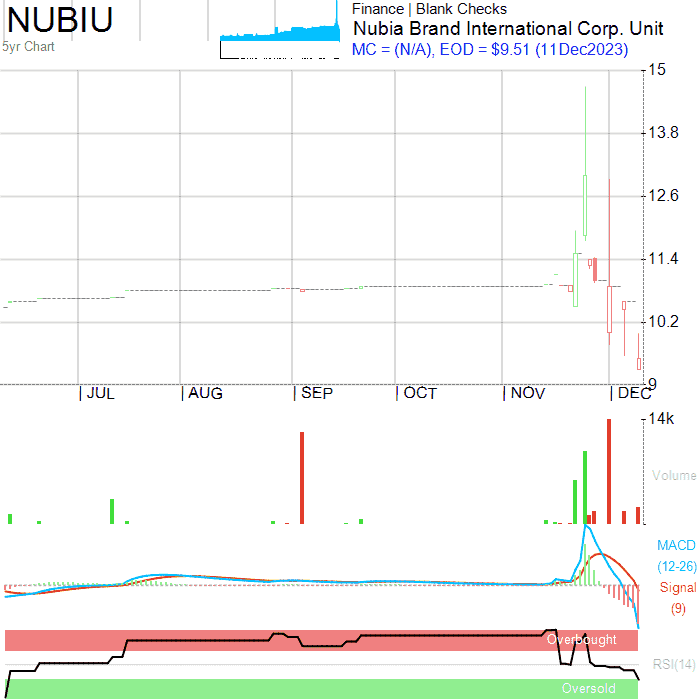 NUBIU
5yr Chart
Finance | Blank Checks
Nubia Brand International Corp. Unit
MC = (N/A), EOD = $9.51 (11Dec2023)
15
13.8
12.6
11.4
10.2
9
| JUL | AUG | SEP | OCT | NOV | DEC
14k
Volume
MACD
(12-26)
Signal
(9)
Overbought
RSI(14)
Oversold